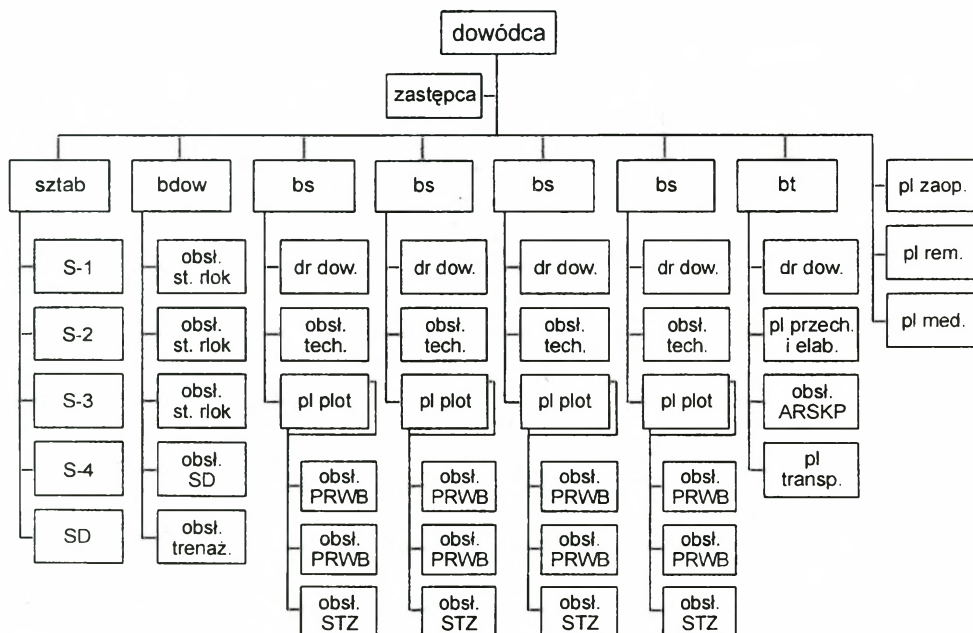 dowódca
zastępca
sztab
bdow
bs
bs
bs
bs
bt
pl zaop.
pl rem.
pl med.
S-1
S-2
S-3
S-4
SD
obsł.
st. rlok
obsł.
st. rlok
obsł.
st. rlok
obsł.
SD
obsł.
trenaż.
dr dow.
obsł.
tech.
pl plot
obsł.
PRWB
obsł.
PRWB
obsł.
STZ
dr dow.
obsł.
tech.
pl plot
obsł.
PRWB
obsł.
PRWB
obsł.
STZ
dr dow.
obsł.
tech.
pl plot
obsł.
PRWB
obsł.
PRWB
obsł.
STZ
dr dow.
obsł.
tech.
pl plot
obsł.
PRWB
obsł.
PRWB
obsł.
STZ
dr dow.
pl przech.
i elab.
obsł.
ARSKP
pl
transp.